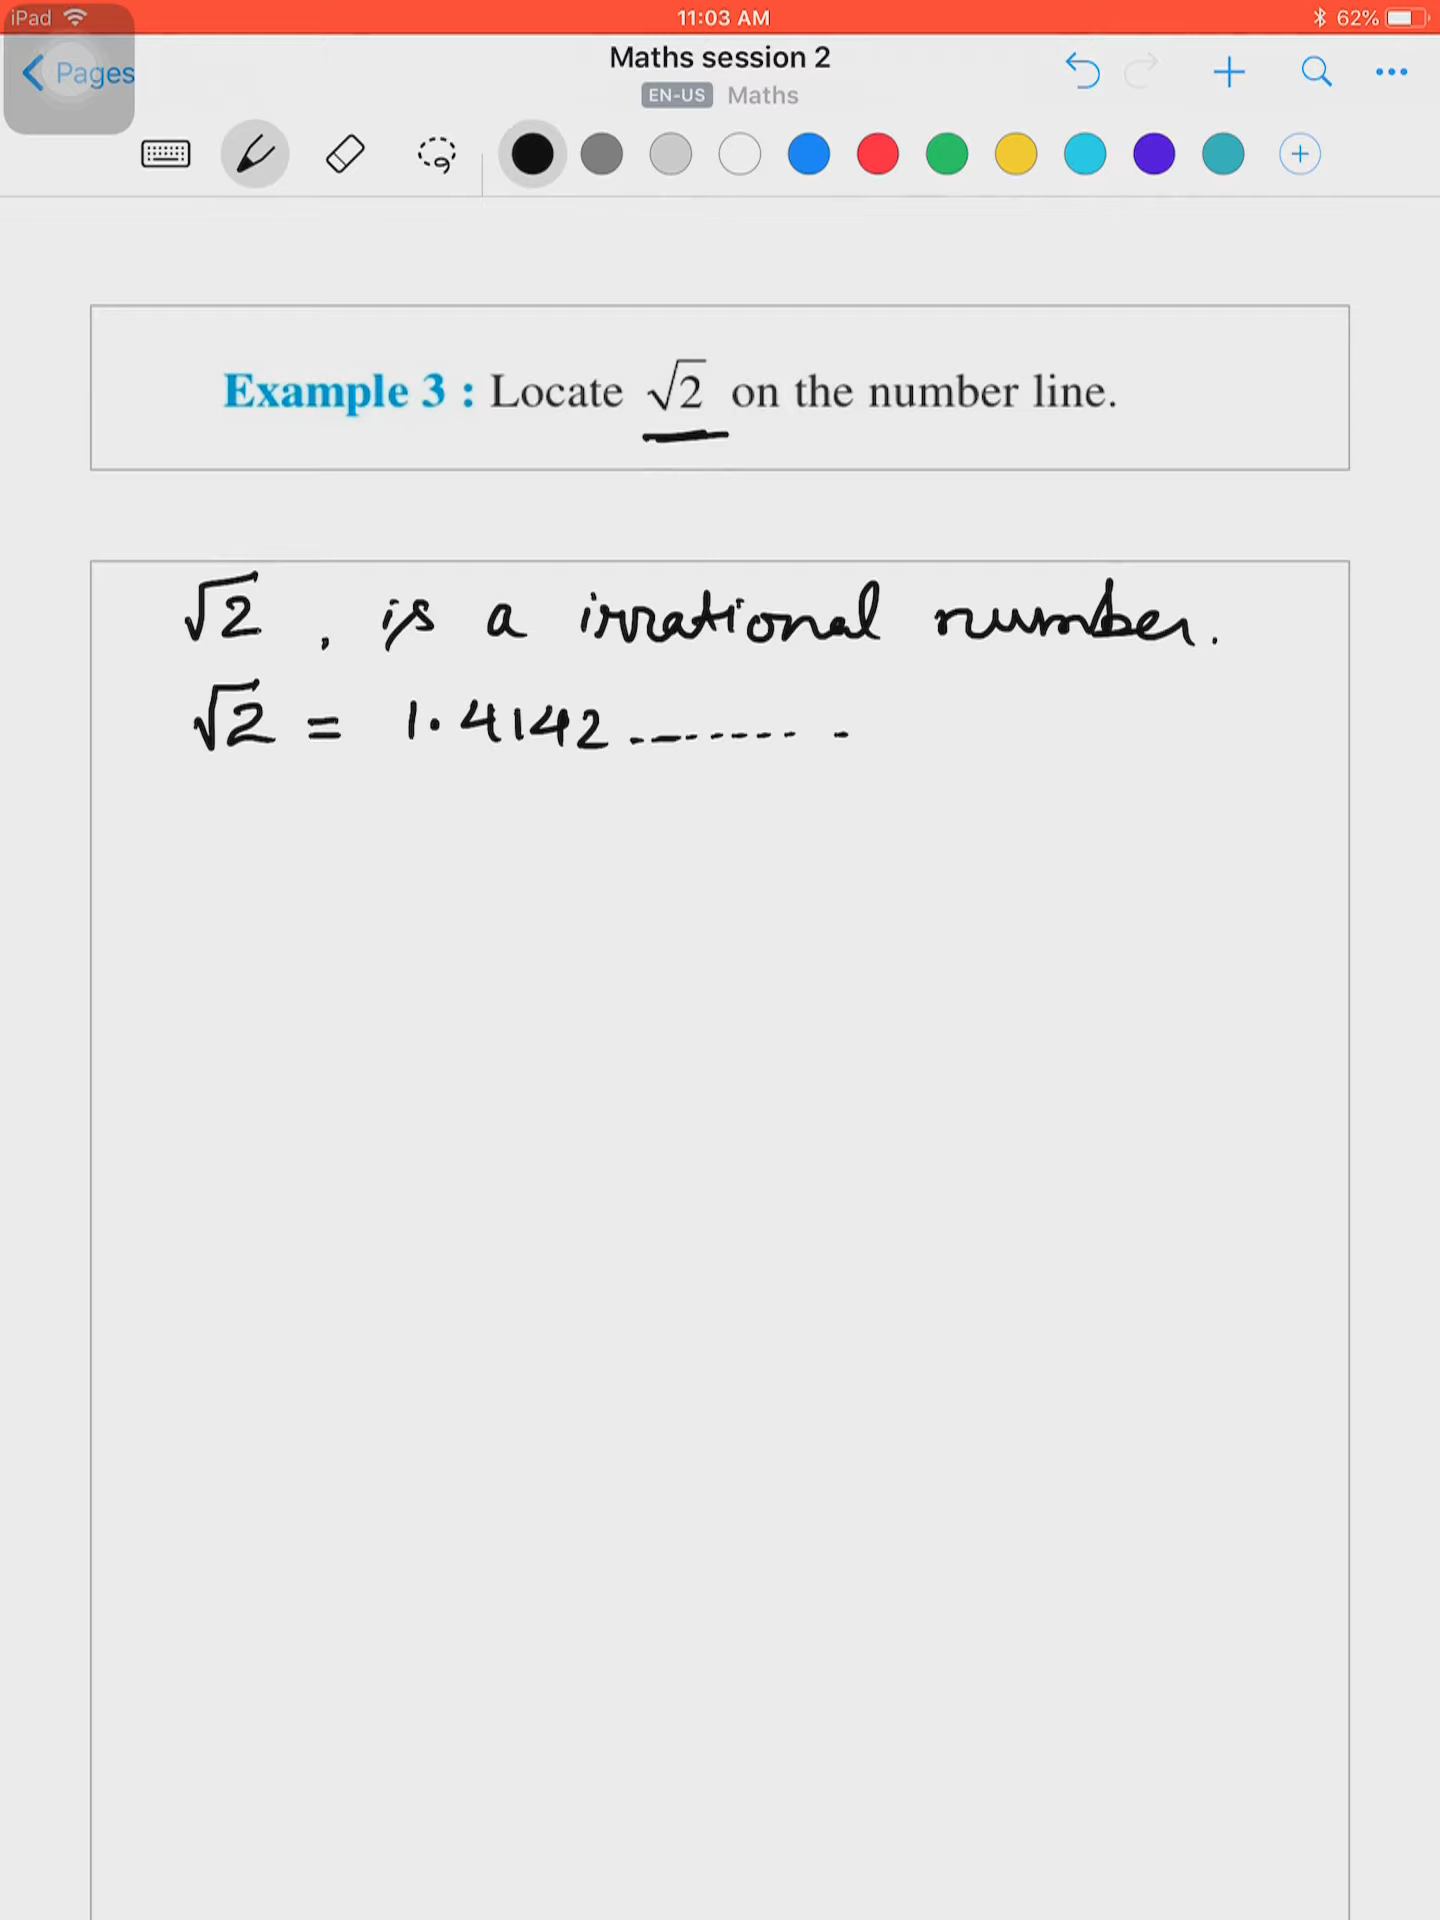 iPad 11:03 AM 62%
Pages Maths session 2
EN-US Maths
Example 3 : Locate √2 on the number line.
√2 , is a irrational number.
√2 = 1.4142 --------- -